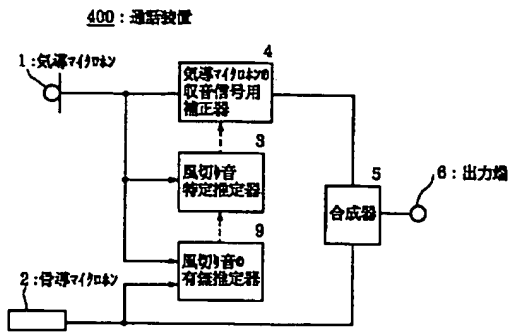 400：通話装置
1：気導マイクロホン
4
気導マイクロホンの
収音信号用
補正器
3
風切り音
特定推定器
5
合成器
6：出力端
9
風切り音の
有無推定器
2：骨導マイクロホン